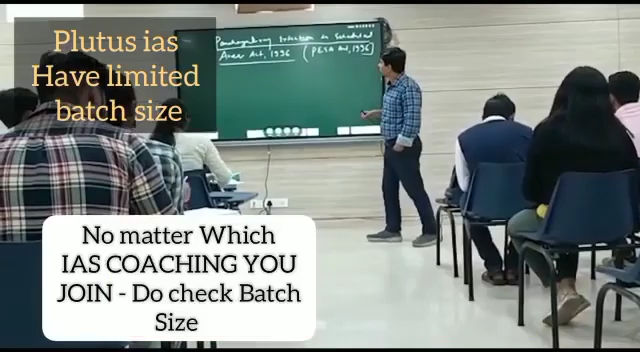 Plutus ias
Have limited
batch size
Area Act, 1996 (PESA Act, 1996)
No matter Which
IAS COACHING YOU
JOIN - Do check Batch
Size